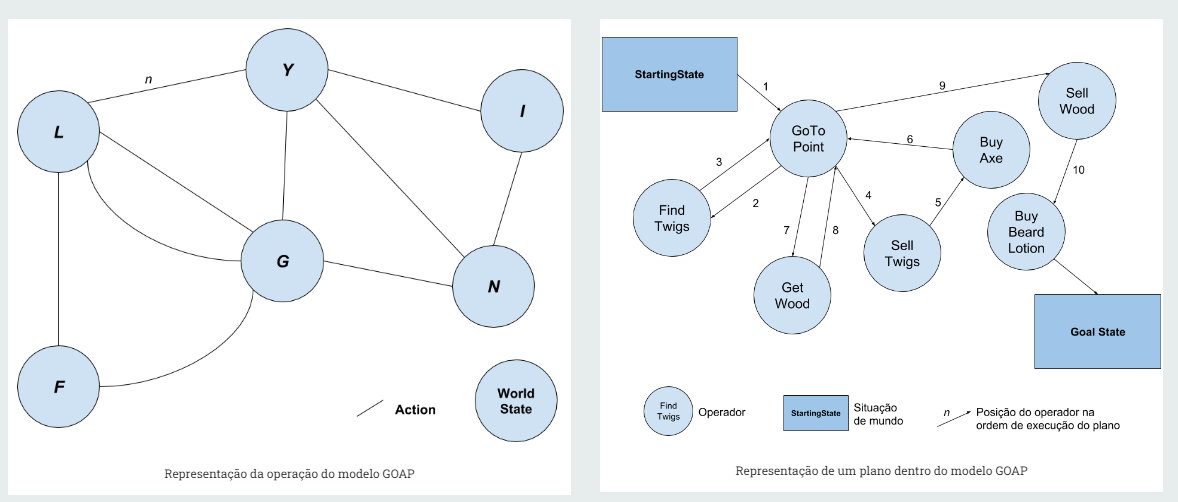 n
Y
I
L
G
N
F
Action
World
State
Representação da operação do modelo GOAP
StartingState
1
GoTo
Point
9
Sell
Wood
6
Buy
Axe
3
10
Find
Twigs
2
4
5
7
8
Sell
Twigs
Buy
Beard
Lotion
Get
Wood
Goal State
Find
Twigs
Operador
StartingState
Situação
de mundo
n
Posição do operador na
ordem de execução do plano
Representação de um plano dentro do modelo GOAP